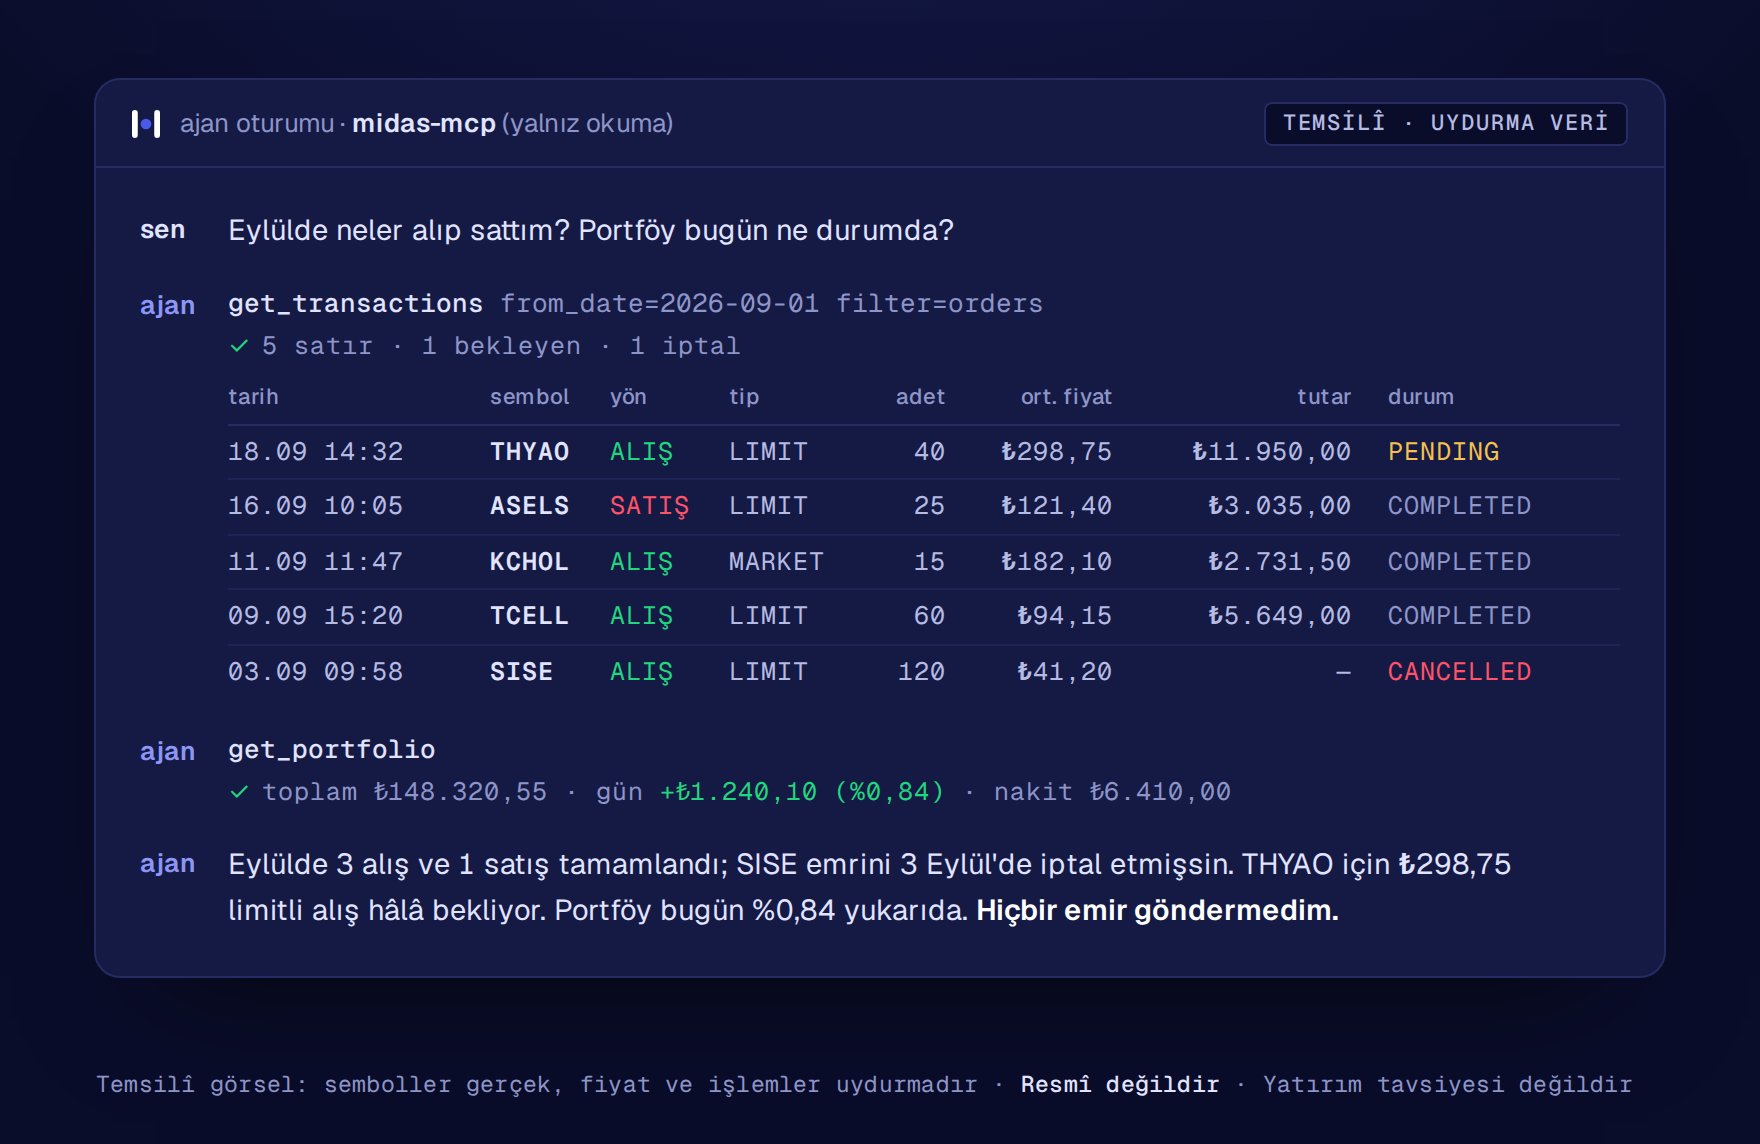 ajan oturumu · midas-mcp (yalnız okuma)
TEMSİLÎ · UYDURMA VERİ
sen Eylülde neler alıp sattım? Portföy bugün ne durumda?
ajan get_transactions from_date=2026-09-01 filter=orders
✓ 5 satır · 1 bekleyen · 1 iptal
tarih sembol yön tip adet ort. fiyat tutar durum
18.09 14:32 THYAO ALIŞ LIMIT 40 ₺298,75 ₺11.950,00 PENDING
16.09 10:05 ASELS SATIŞ LIMIT 25 ₺121,40 ₺3.035,00 COMPLETED
11.09 11:47 KCHOL ALIŞ MARKET 15 ₺182,10 ₺2.731,50 COMPLETED
09.09 15:20 TCELL ALIŞ LIMIT 60 ₺94,15 ₺5.649,00 COMPLETED
03.09 09:58 SISE ALIŞ LIMIT 120 ₺41,20 — CANCELLED
ajan get_portfolio
✓ toplam ₺148.320,55 · gün +₺1.240,10 (%0,84) · nakit ₺6.410,00
ajan Eylülde 3 alış ve 1 satış tamamlandı; SISE emrini 3 Eylül'de iptal etmişsin. THYAO için ₺298,75
limitli alış hâlâ bekliyor. Portföy bugün %0,84 yukarıda. Hiçbir emir göndermedim.
Temsilî görsel: semboller gerçek, fiyat ve işlemler uydurmadır · Resmî değildir · Yatırım tavsiyesi değildir